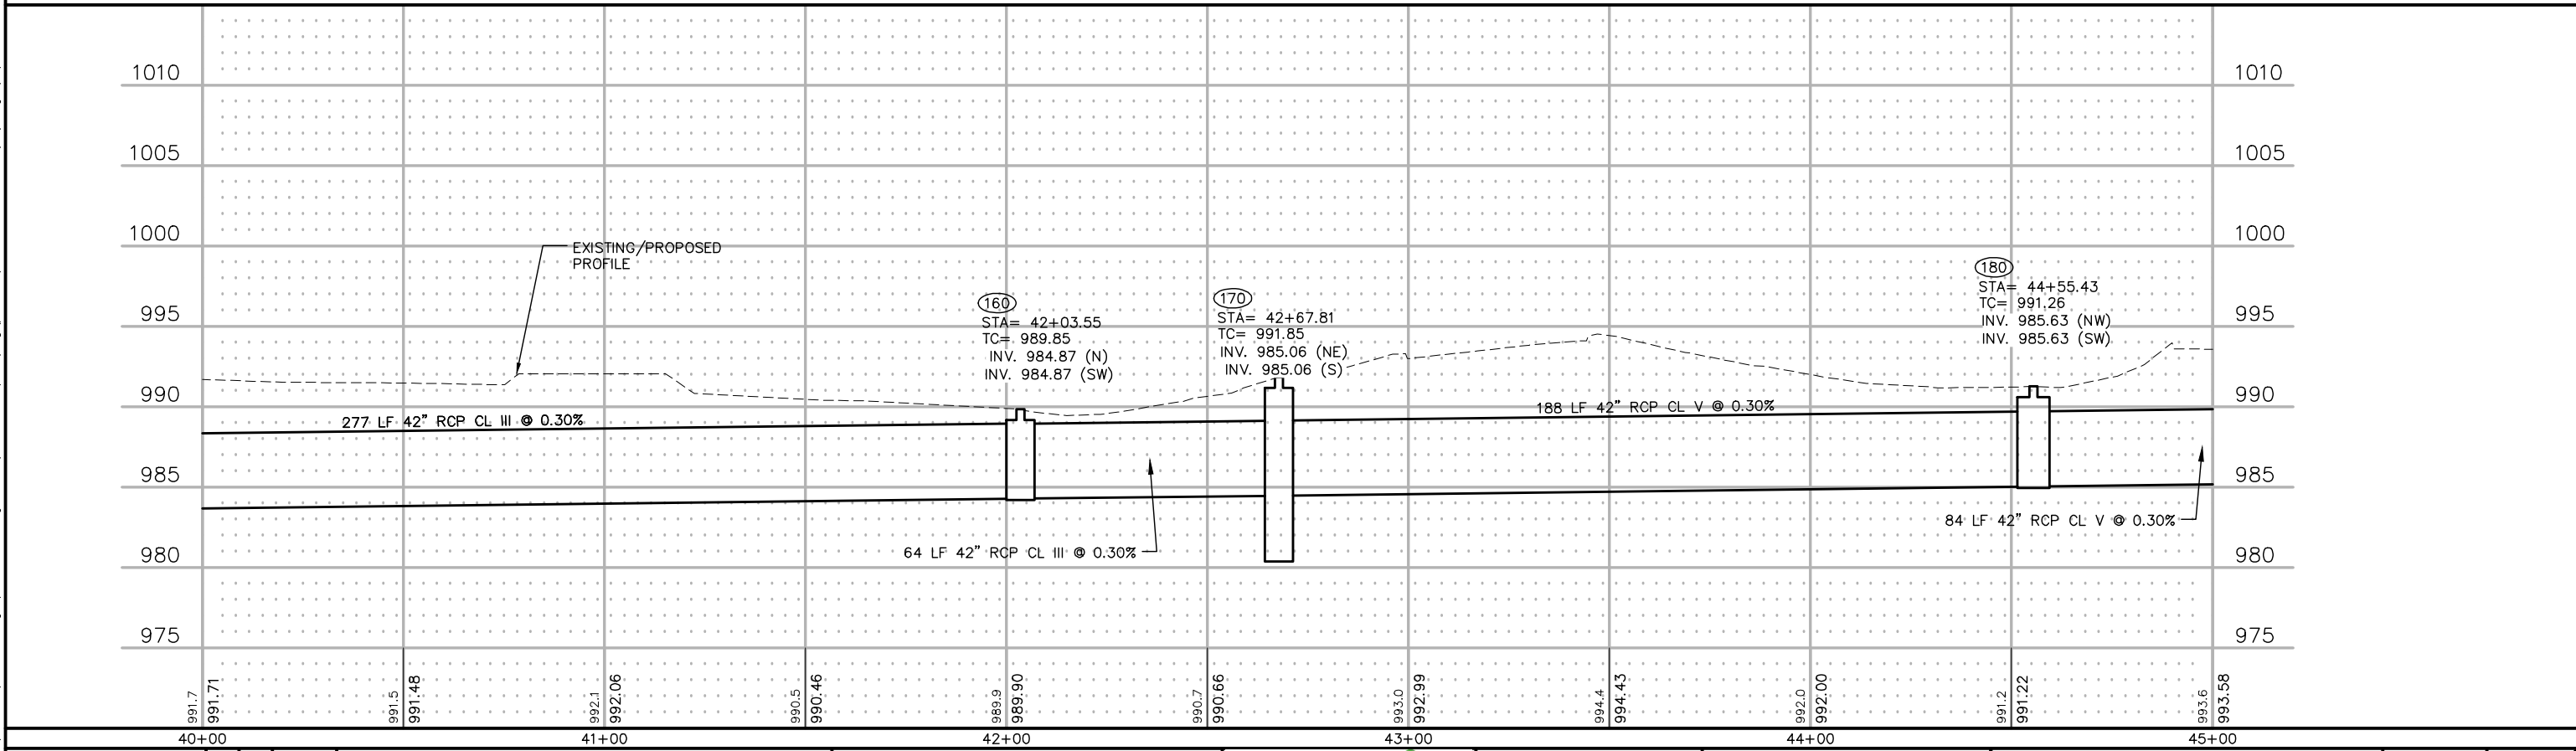 1010 1010
1005 1005
1000 1000
EXISTING/PROPOSED
PROFILE
995 995
160
STA= 42+03.55
TC= 989.85
INV. 984.87 (N)
INV. 984.87 (SW)
170
STA= 42+67.81
TC= 991.85
INV. 985.06 (NE)
INV. 985.06 (S)
180
STA= 44+55.43
TC= 991.26
INV. 985.63 (NW)
INV. 985.63 (SW)
990 990
277 LF 42" RCP CL III @ 0.30%
188 LF 42" RCP CL V @ 0.30%
985 985
84 LF 42" RCP CL V @ 0.30%
64 LF 42" RCP CL III @ 0.30%
980 980
975 975
991.7 991.71
991.5 991.48
992.1 992.06
990.5 990.46
989.9 989.90
990.7 990.66
993.0 992.99
994.4 994.43
992.0 992.00
991.2 991.22
993.6 993.58
40+00 41+00 42+00 43+00 44+00 45+00